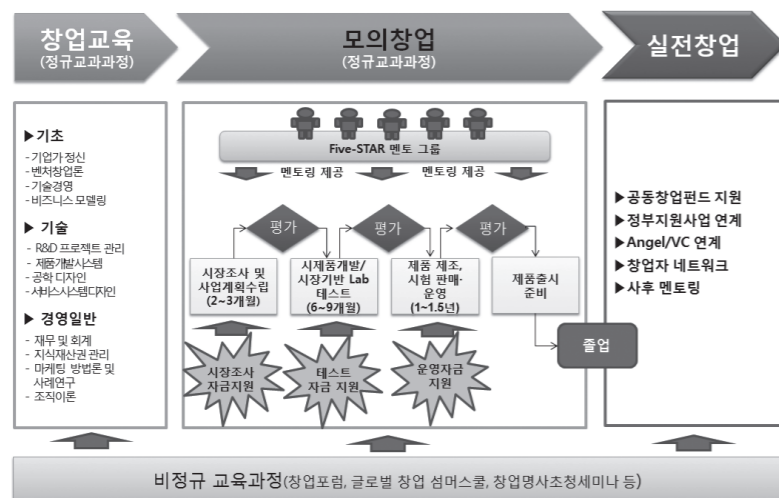 창업교육
(정규교과과정)
모의창업
(정규교과과정)
실전창업
▶기초
- 기업가 정신
- 벤처창업론
- 기술경영
- 비즈니스 모델링
▶기술
- R&D 프로젝트 관리
- 제품개발시스템
- 공학 디자인
- 서비스시스템디자인
▶경영일반
- 재무 및 회계
- 지식재산권 관리
- 마케팅 방법론 및
사례연구
- 조직이론
Five-STAR 멘토 그룹
멘토링 제공
멘토링 제공
평가
평가
평가
시장조사 및
사업계획수립
(2~3개월)
시제품개발/
시장기반 Lab
테스트
(6~9개월)
제품 제조,
시험 판매·
운영
(1~1.5년)
제품출시
준비
시장조사
자금지원
테스트
자금 지원
운영자금
지원
졸업
▶공동창업펀드 지원
▶정부지원사업 연계
▶Angel/VC 연계
▶창업자 네트워크
▶사후 멘토링
비정규 교육과정(창업포럼, 글로벌 창업 섬머스쿨, 창업명사초청세미나 등)